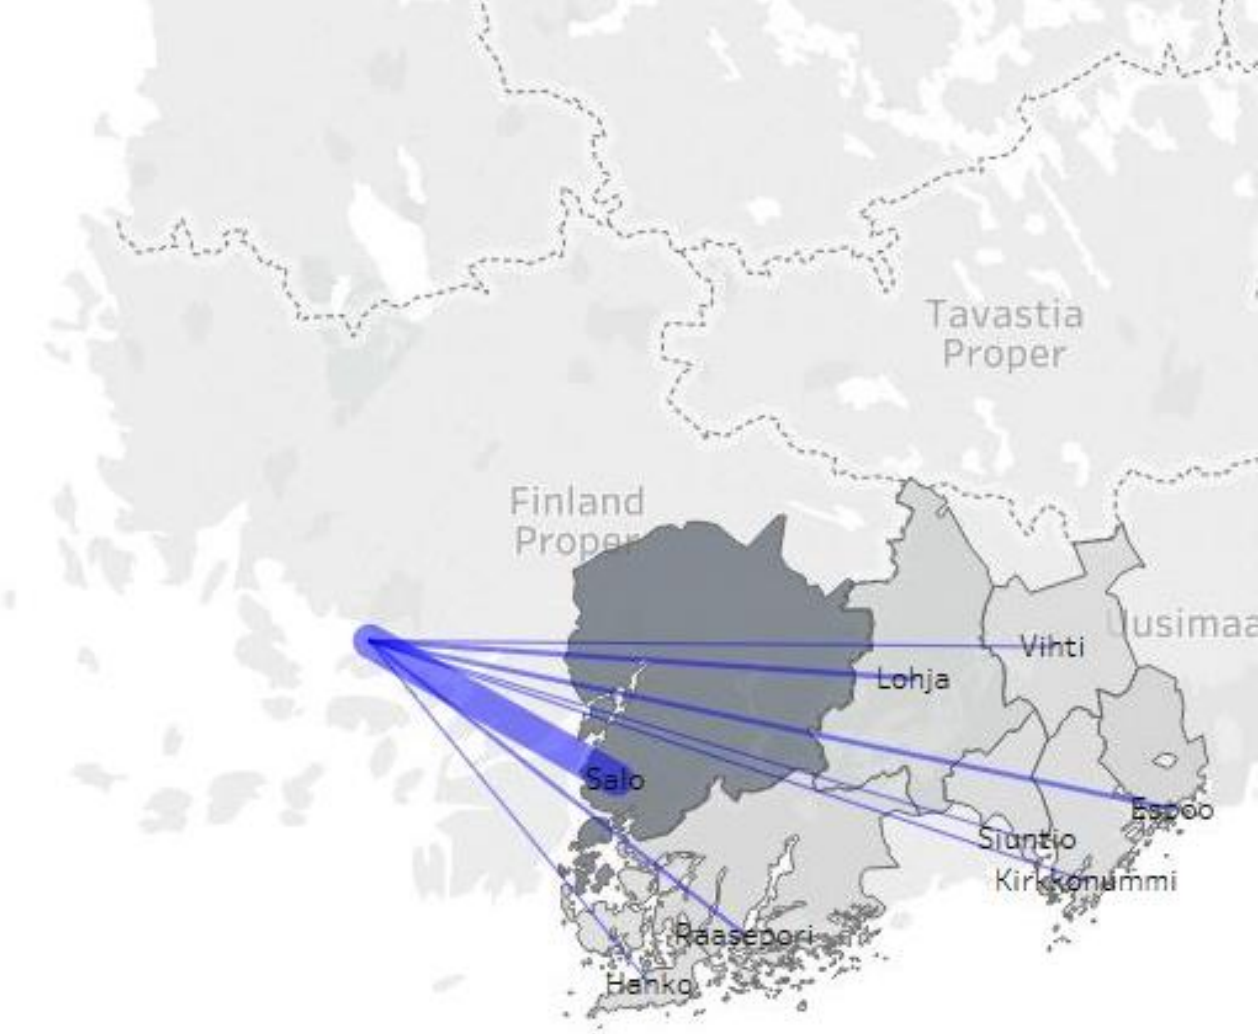 Tavastia
Proper
Finland
Proper
Uusimaa
Vihti
Lohja
Salo
Espoo
Siuntio
Kirkkonummi
Raasepori
Hanko